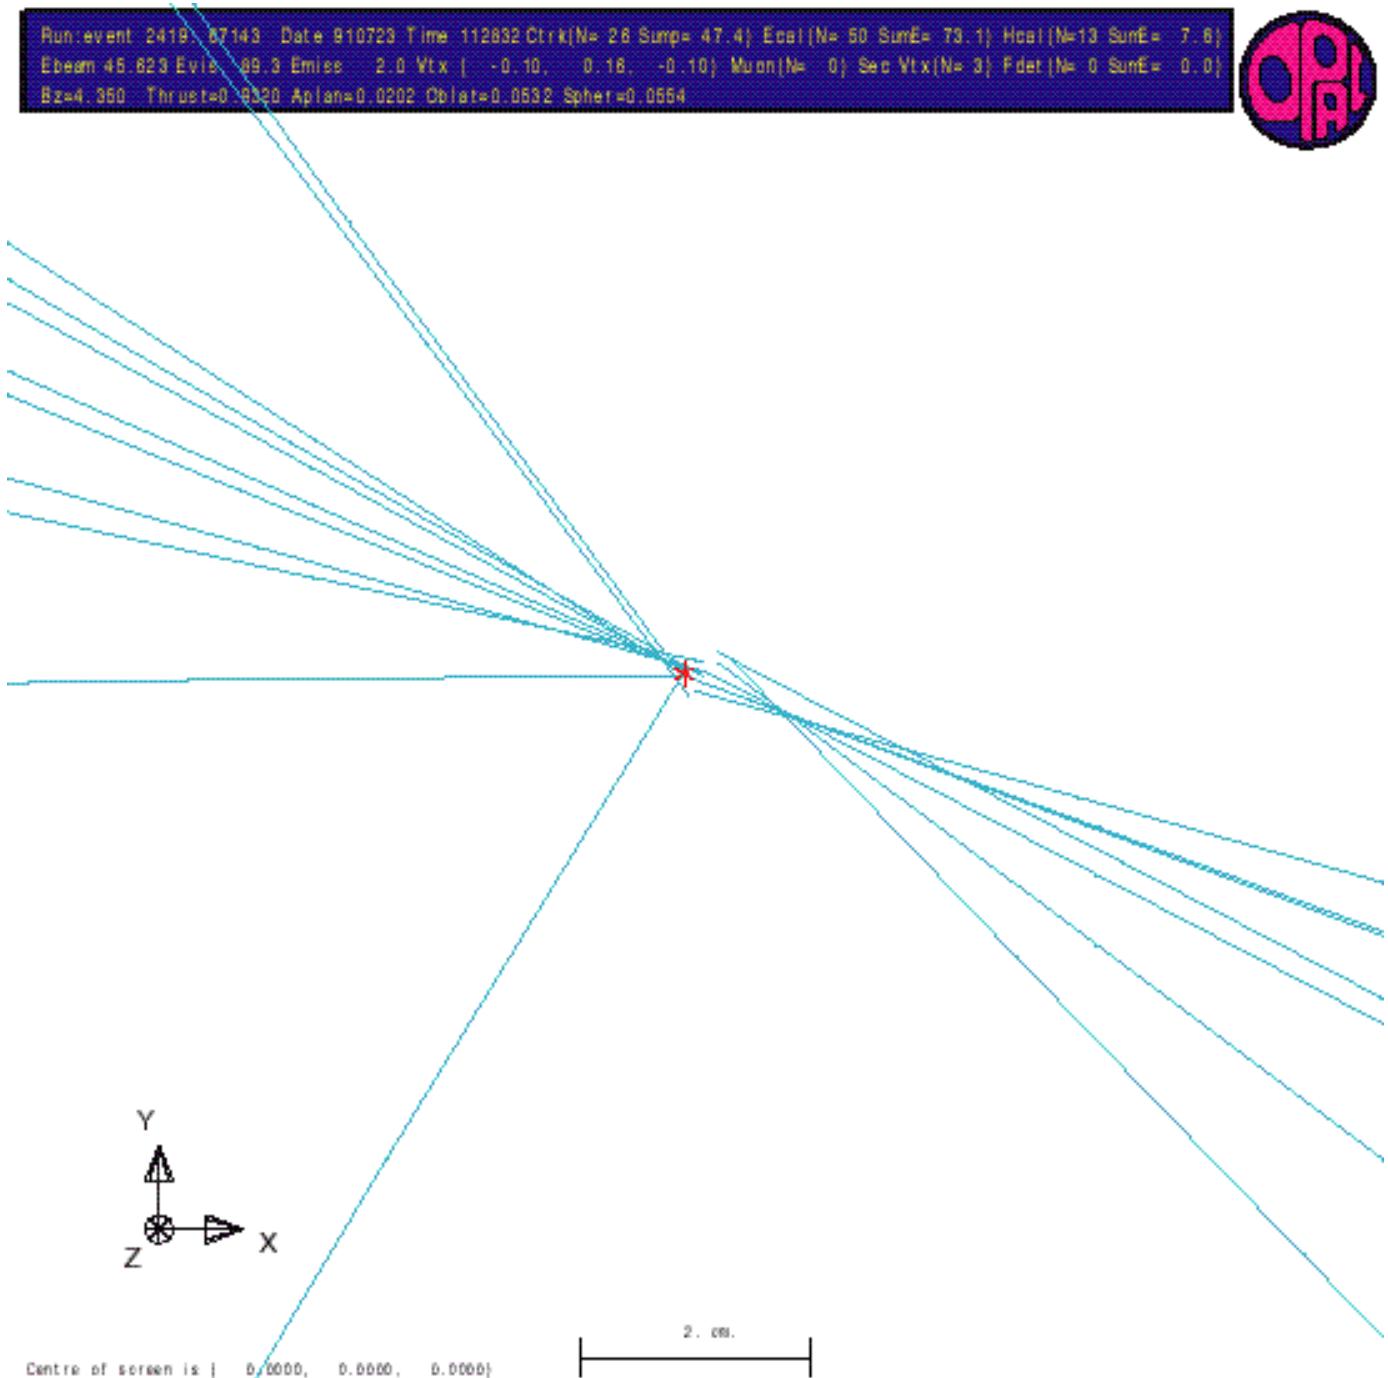 Run:event 2419: 67143 Date 910723 Time 112832 Ctrk(N= 26 Sump= 47.4) Ecal(N= 50 SumE= 73.1) Hcal(N=13 SumE= 7.6)
Ebeam 45.623 Evis 89.3 Emiss 2.0 Vtx ( -0.10, 0.16, -0.10) Muon(N= 0) Sec Vtx(N= 3) Fdet(N= 0 SumE= 0.0)
Bz=4.350 Thrust=0.9320 Aplan=0.0202 Oblat=0.0532 Spher=0.0554
OPAL
Y
X
Z
2. cm.
Centre of screen is ( 0.0000, 0.0000, 0.0000)